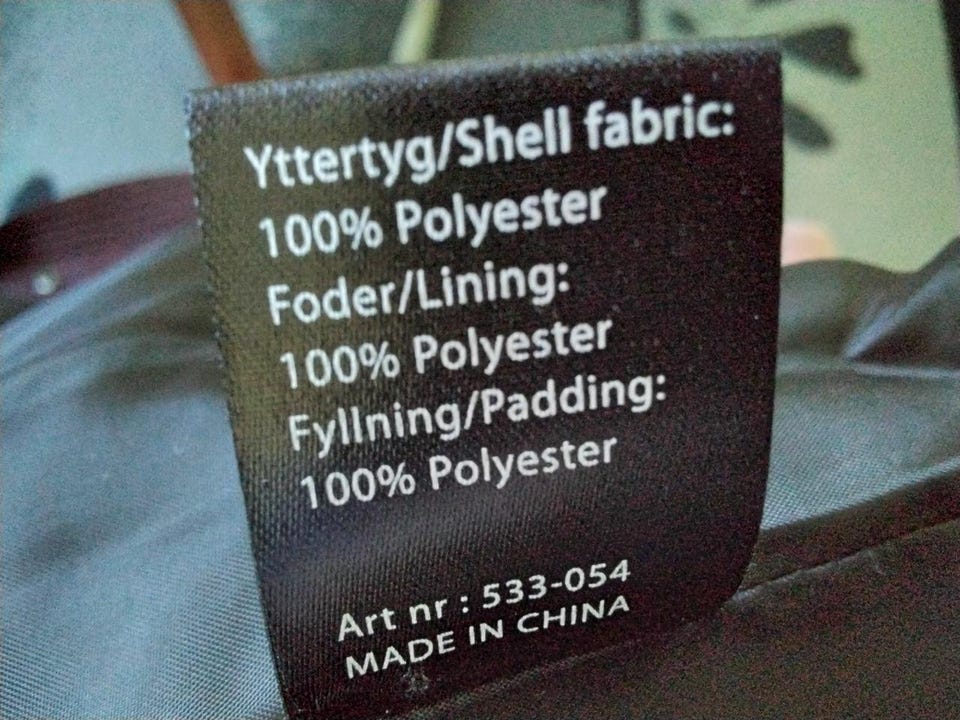 Yttertyg/Shell fabric:
100% Polyester
Foder/Lining:
100% Polyester
Fyllning/Padding:
100% Polyester
Art nr : 533-054
MADE IN CHINA